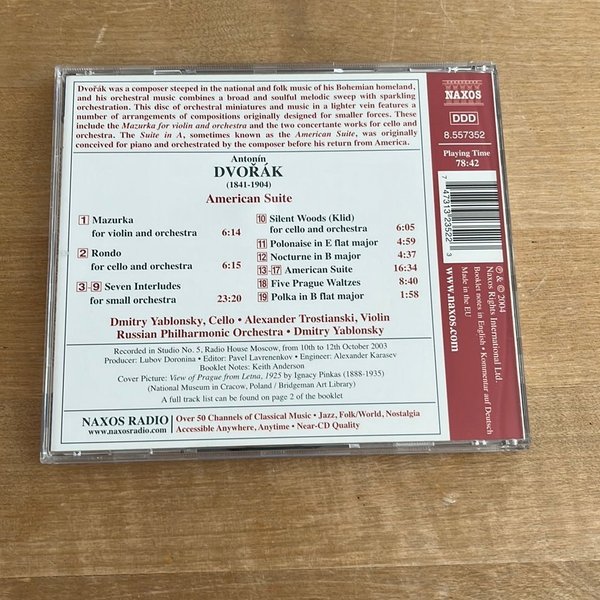 Dvořák was a composer steeped in the national and folk music of his Bohemian homeland,
and his orchestral music combines a broad and soulful melodic sweep with sparkling
orchestration. This disc of orchestral miniatures and music in a lighter vein features a
number of arrangements of compositions originally designed for smaller forces. These
include the Mazurka for violin and orchestra and the two concertante works for cello and
orchestra. The Suite in A, sometimes known as the American Suite, was originally
conceived for piano and orchestrated by the composer before his return from America.
Antonín
DVOŘÁK
(1841-1904)
American Suite
1 Mazurka
for violin and orchestra 6:14
2 Rondo
for cello and orchestra 6:15
3 - 9 Seven Interludes
for small orchestra 23:20
10 Silent Woods (Klid)
for cello and orchestra 6:05
11 Polonaise in E flat major 4:59
12 Nocturne in B major 4:37
13 - 17 American Suite 16:34
18 Five Prague Waltzes 8:40
19 Polka in B flat major 1:58
Dmitry Yablonsky, Cello • Alexander Trostianski, Violin
Russian Philharmonic Orchestra • Dmitry Yablonsky
Recorded in Studio No. 5, Radio House Moscow, from 10th to 12th October 2003
Producer: Lubov Doronina • Editor: Pavel Lavrenenkov • Engineer: Alexander Karasev
Booklet Notes: Keith Anderson
Cover Picture: View of Prague from Letna, 1925 by Ignacy Pinkas (1888-1935)
(National Museum in Cracow, Poland / Bridgeman Art Library)
A full track list can be found on page 2 of the booklet
NAXOS RADIO
www.naxosradio.com
Over 50 Channels of Classical Music • Jazz, Folk/World, Nostalgia
Accessible Anywhere, Anytime • Near-CD Quality
NAXOS
DDD
8.557352
Playing Time
78:42
7 47313 23522 3
℗ & © 2004
Naxos Rights International Ltd.
Booklet notes in English • Kommentar auf Deutsch
Made in the EU
www.naxos.com